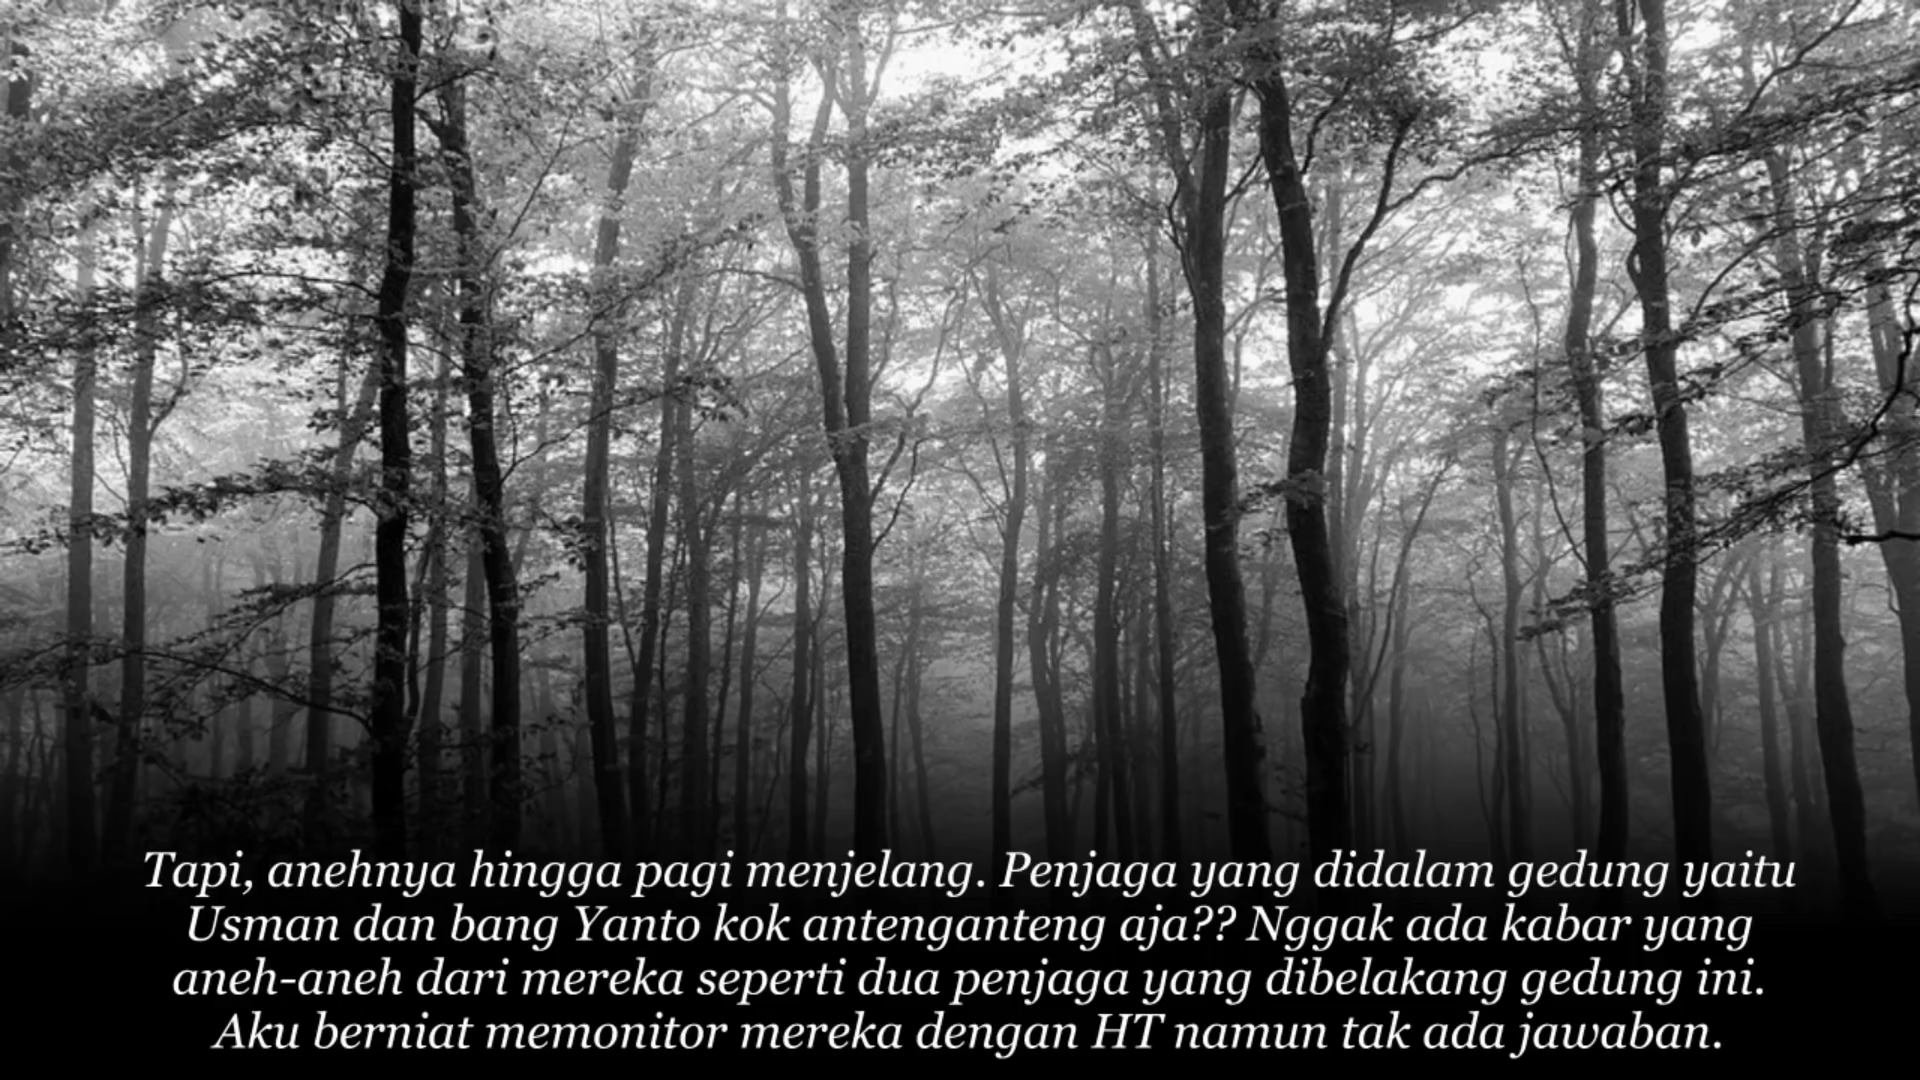 Tapi, anehnya hingga pagi menjelang. Penjaga yang didalam gedung yaitu
Usman dan bang Yanto kok antenganteng aja?? Nggak ada kabar yang
aneh-aneh dari mereka seperti dua penjaga yang dibelakang gedung ini.
Aku berniat memonitor mereka dengan HT namun tak ada jawaban.